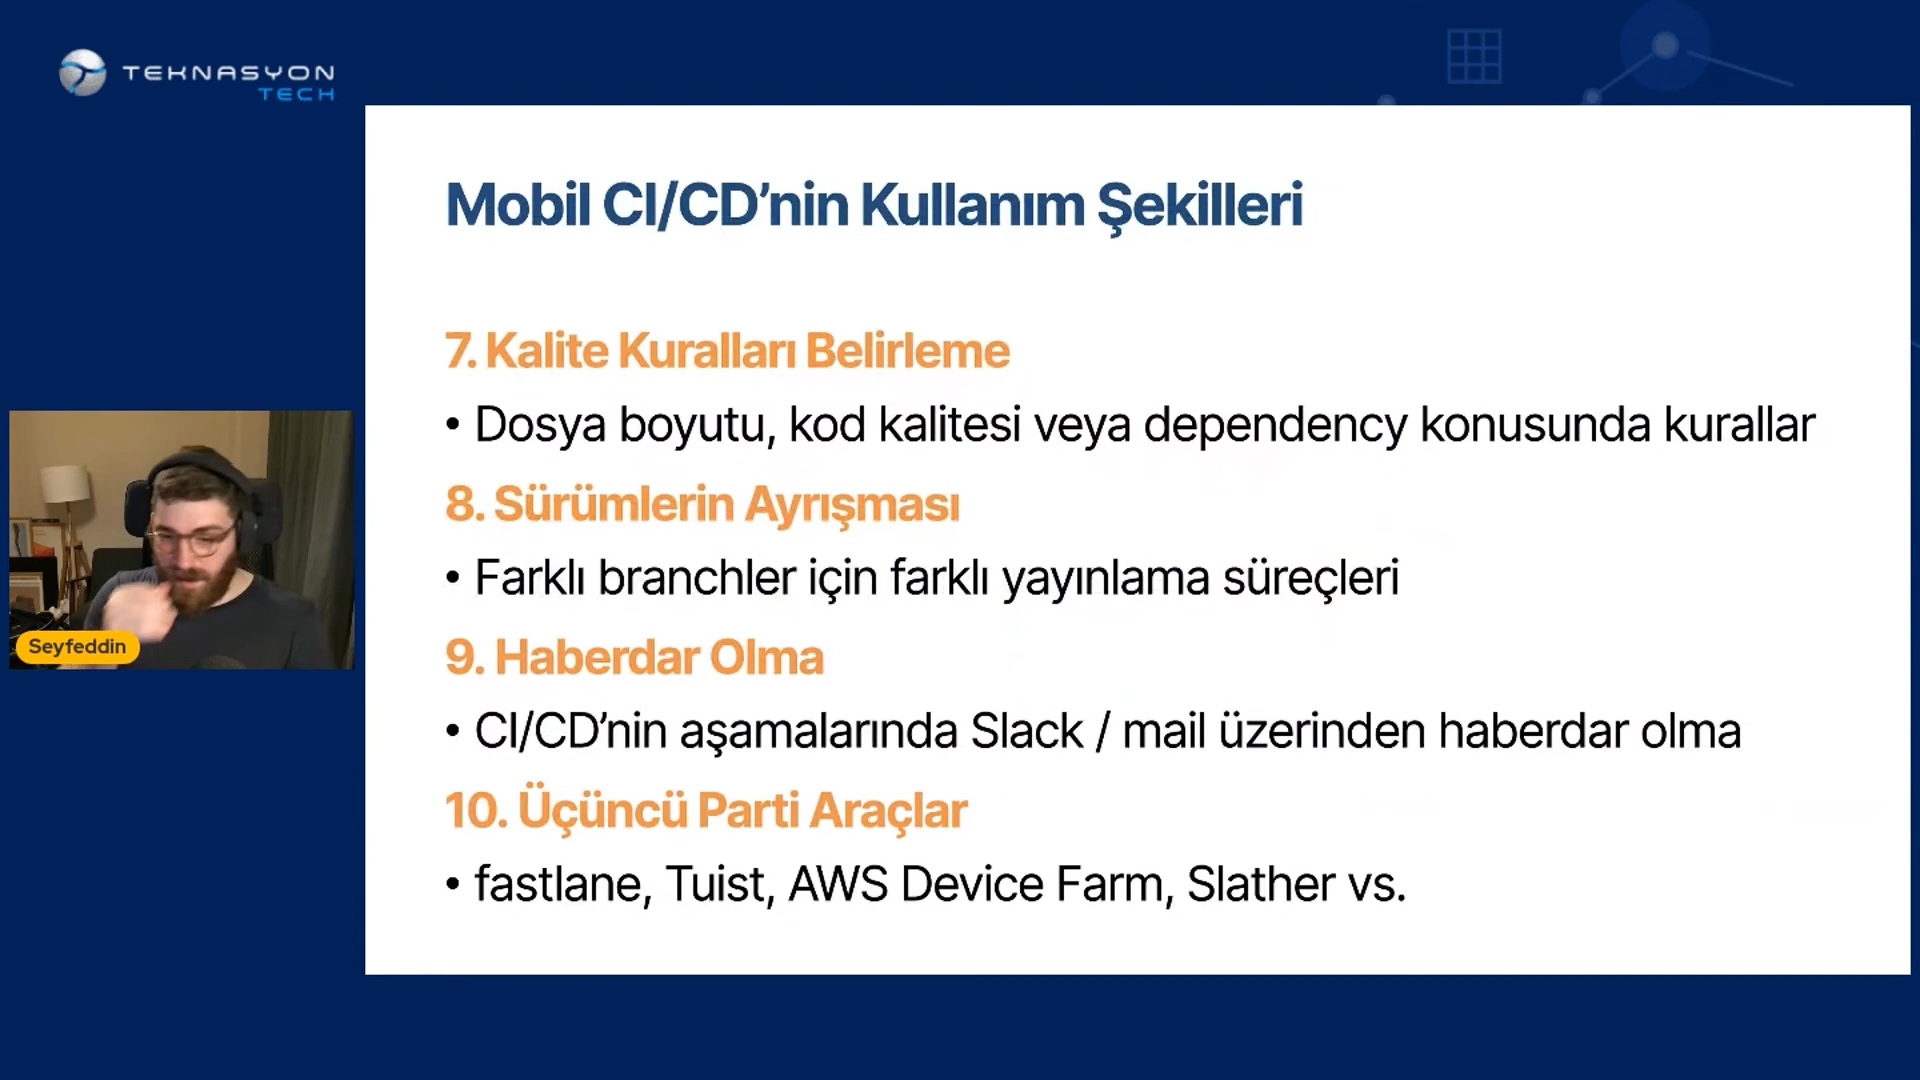 TEKNASYON
TECH
Mobil CI/CD’nin Kullanım Şekilleri
7. Kalite Kuralları Belirleme
• Dosya boyutu, kod kalitesi veya dependency konusunda kurallar
8. Sürümlerin Ayrışması
• Farklı branchler için farklı yayınlama süreçleri
9. Haberdar Olma
• CI/CD’nin aşamalarında Slack / mail üzerinden haberdar olma
10. Üçüncü Parti Araçlar
• fastlane, Tuist, AWS Device Farm, Slather vs.
Seyfeddin